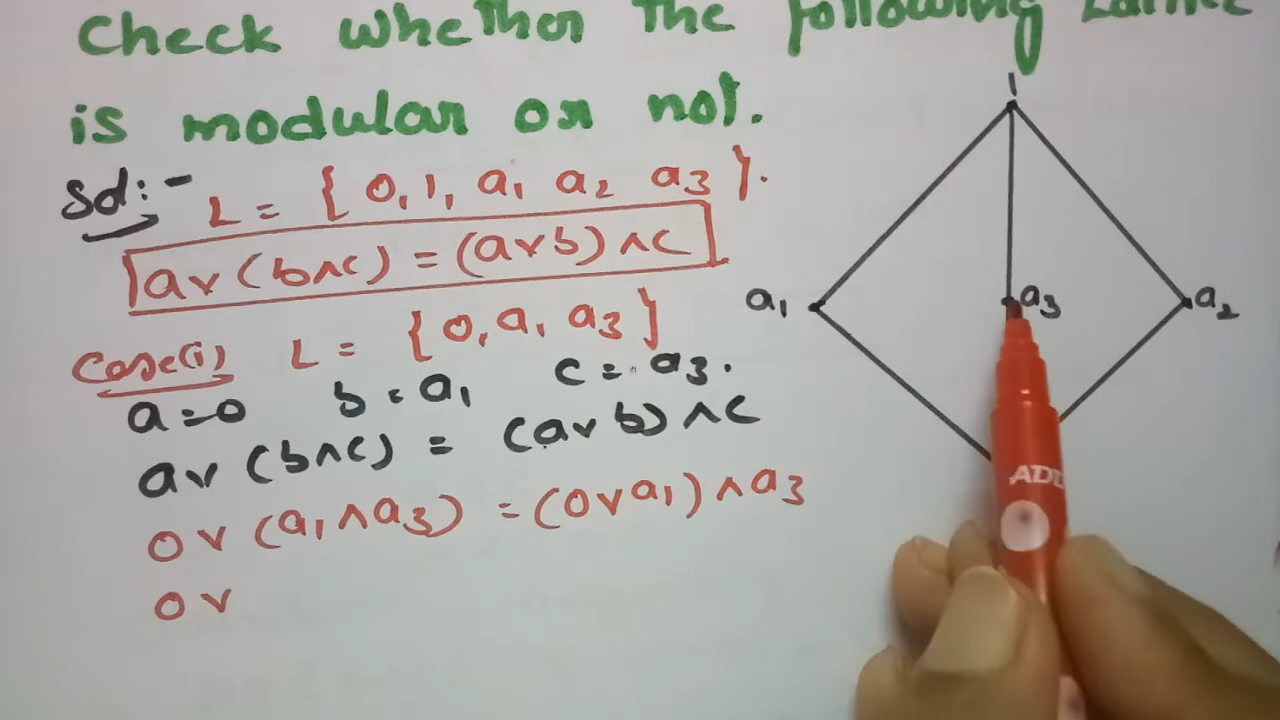 Check whether the following Lattice
is modular or not.
Sol:-
L = { 0, 1, a1 a2 a3 }.
a∨(b∧c) = (a∨b)∧c
Case(i) L = {0, a1 a3}
a=0 b=a1 c=a3.
a∨(b∧c) = (a∨b)∧c
0∨(a1∧a3) = (0∨a1)∧a3
0∨
1
a1
a3
a2